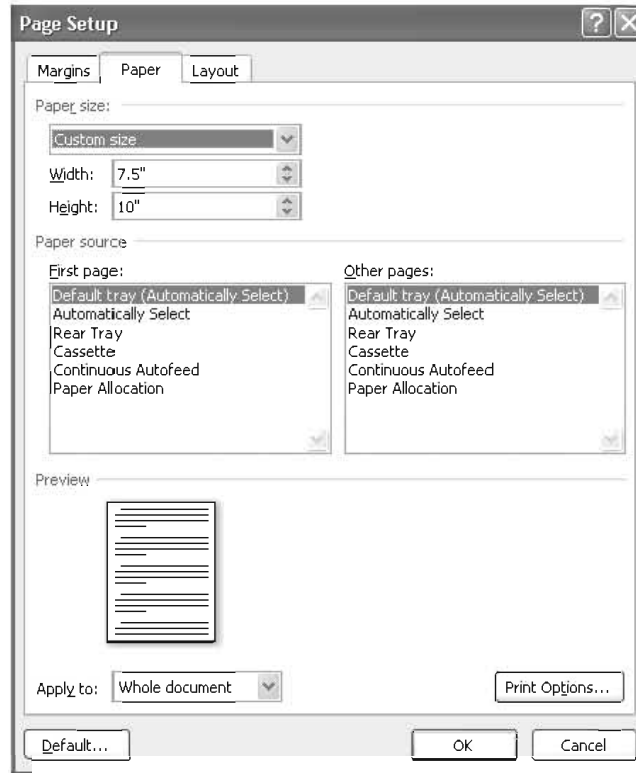 Page Setup
Margins Paper Layout
Paper size:
Custom size
Width: 7.5"
Height: 10"
Paper source
First page: Other pages:
Default tray (Automatically Select) Default tray (Automatically Select)
Automatically Select Automatically Select
Rear Tray Rear Tray
Cassette Cassette
Continuous Autofeed Continuous Autofeed
Paper Allocation Paper Allocation
Preview
Apply to: Whole document Print Options...
Default... OK Cancel